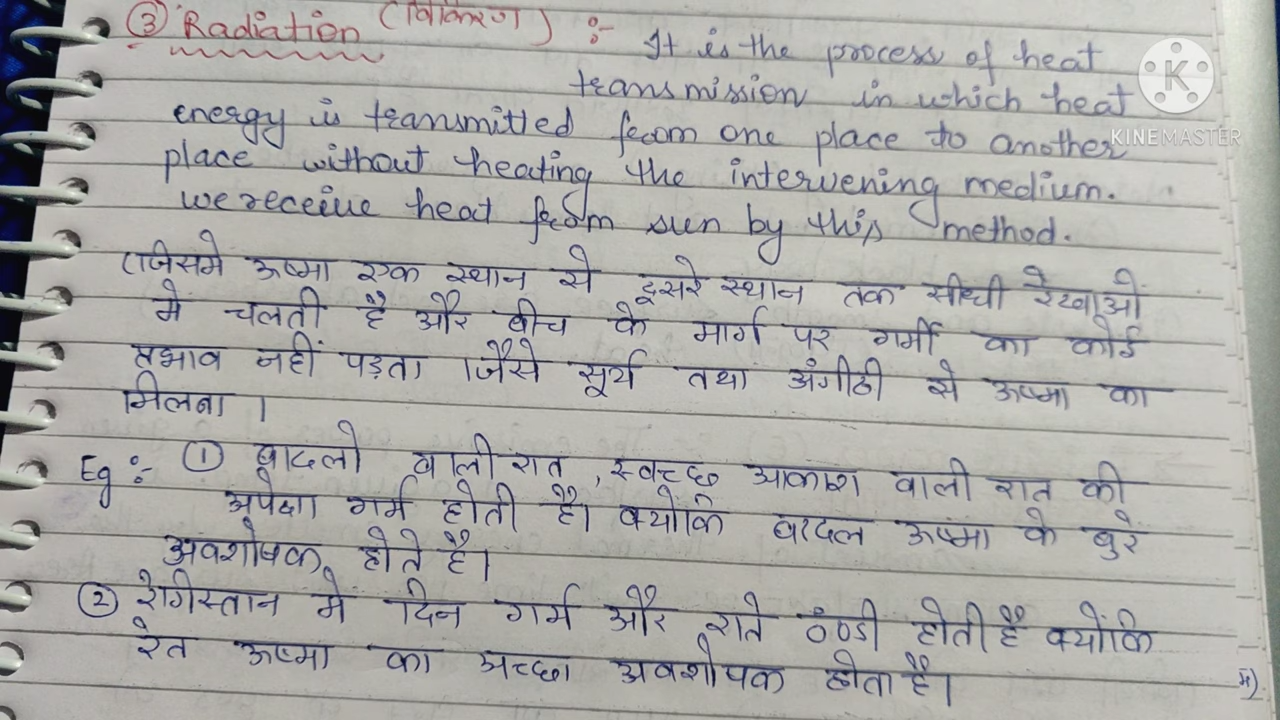 ③ Radiation (विकिरण) :- It is the process of heat
transmission in which heat
energy is transmitted from one place to another
place without heating the intervening medium.
we receive heat from sun by this method.
(जिसमे ऊष्मा एक स्थान से दूसरे स्थान तक सीधी रेखाओं
मे चलती है और बीच के मार्ग पर गर्मी का कोई
प्रभाव नहीं पड़ता। जैसे सूर्य तथा अंगीठी से ऊष्मा का
मिलना।
Eg :- ① बादलो वाली रात, स्वच्छ आकाश वाली रात की
अपेक्षा गर्म होती है। क्योकि बादल ऊष्मा के बुरे
अवशोषक होते है।
② रेगिस्तान मे दिन गर्म और राते ठण्डी होती है क्योंकि
रेत ऊष्मा का अच्छा अवशोषक होता है।
K
KINEMASTER